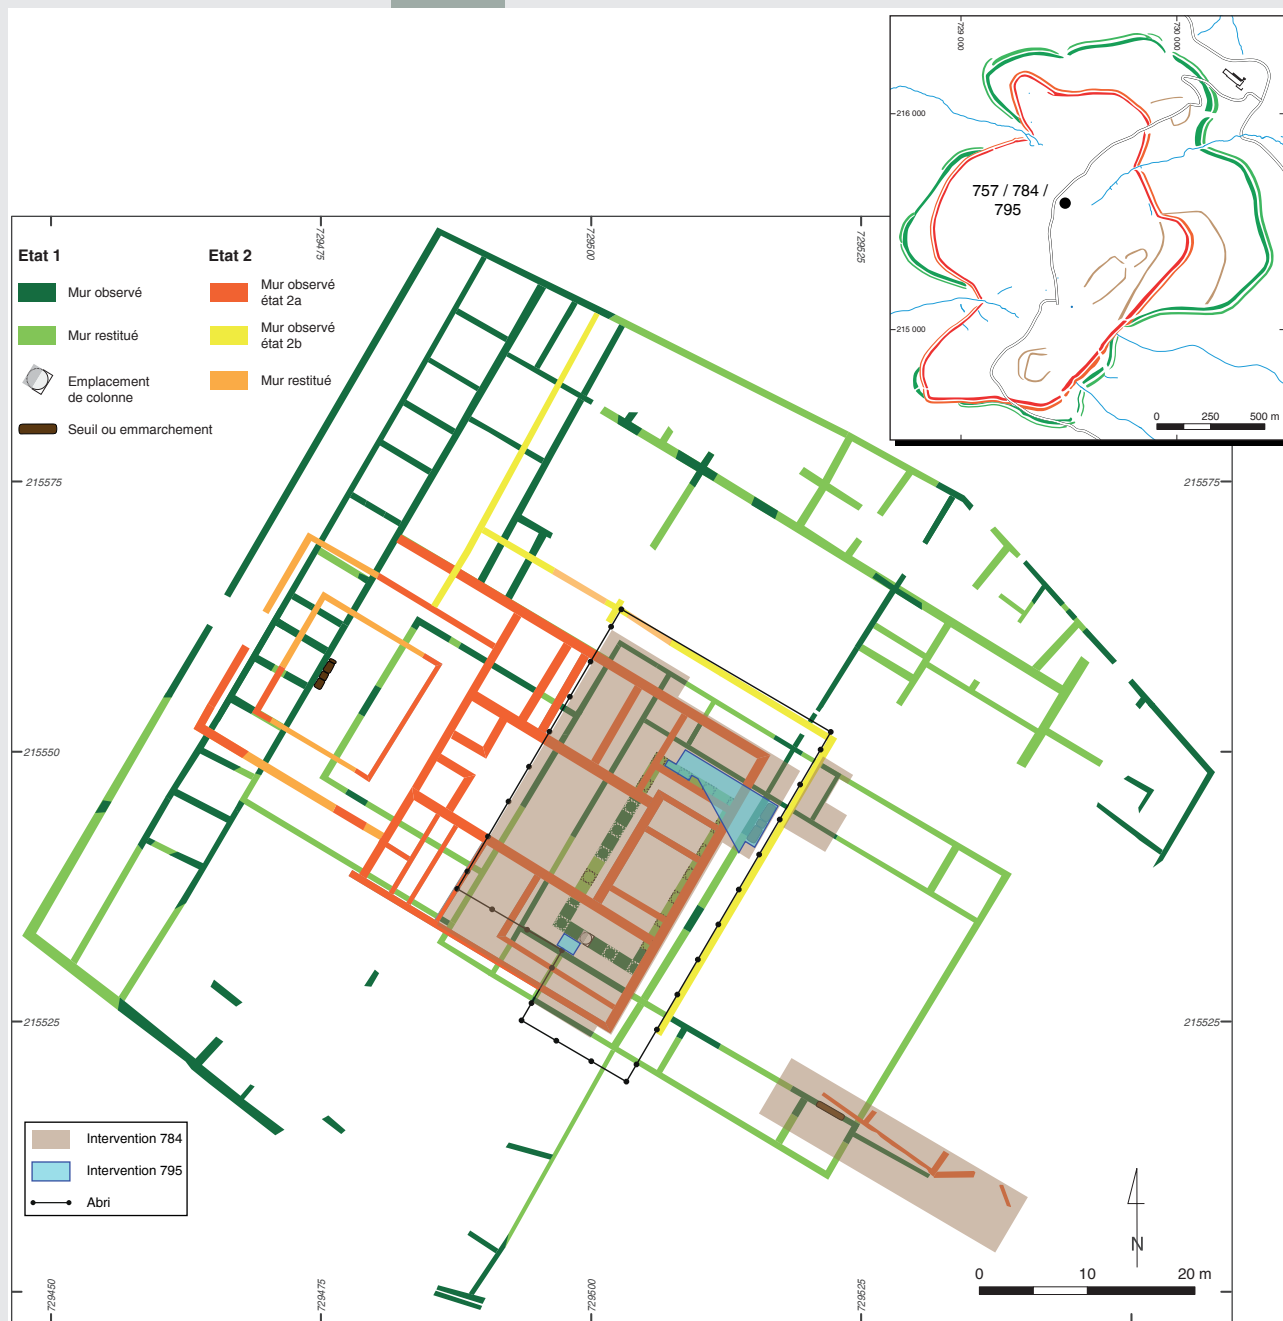 729 000
730 000
216 000
757 / 784 /
795
215 000
0 250 500 m
729475
729500
729525
Etat 1
Mur observé
Mur restitué
Emplacement
de colonne
Seuil ou emmarchement
Etat 2
Mur observé
état 2a
Mur observé
état 2b
Mur restitué
215575
215575
215550
215550
215525
215525
Intervention 784
Intervention 795
Abri
N
0 10 20 m
729450
729475
729500
729525